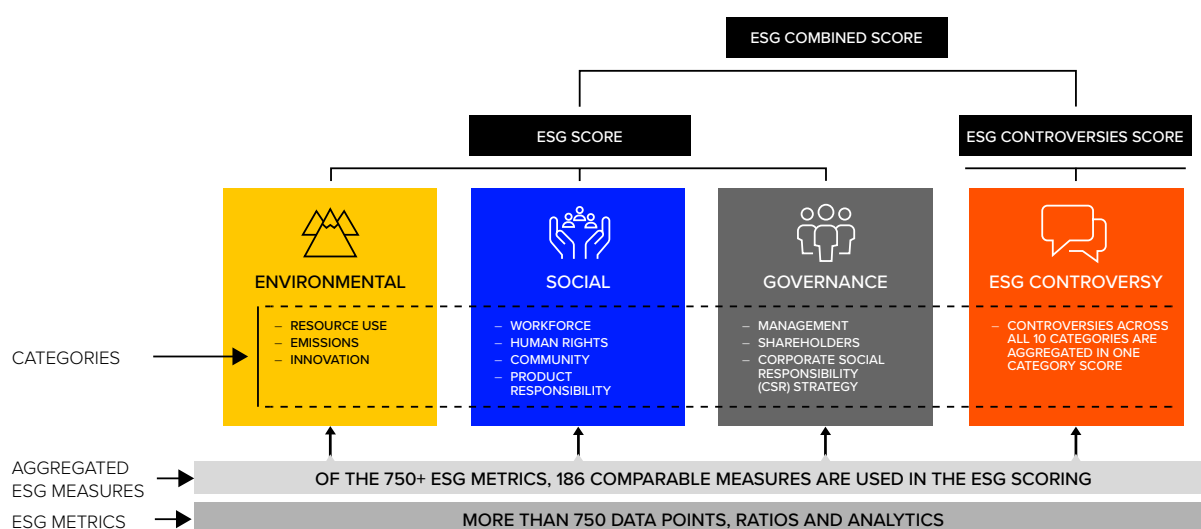 ESG COMBINED SCORE
ESG SCORE
ESG CONTROVERSIES SCORE
ENVIRONMENTAL
SOCIAL
GOVERNANCE
ESG CONTROVERSY
CATEGORIES
– RESOURCE USE
– EMISSIONS
– INNOVATION
– WORKFORCE
– HUMAN RIGHTS
– COMMUNITY
– PRODUCT
RESPONSIBILITY
– MANAGEMENT
– SHAREHOLDERS
– CORPORATE SOCIAL
RESPONSIBILITY
(CSR) STRATEGY
– CONTROVERSIES ACROSS
ALL 10 CATEGORIES ARE
AGGREGATED IN ONE
CATEGORY SCORE
AGGREGATED
ESG MEASURES
OF THE 750+ ESG METRICS, 186 COMPARABLE MEASURES ARE USED IN THE ESG SCORING
ESG METRICS
MORE THAN 750 DATA POINTS, RATIOS AND ANALYTICS